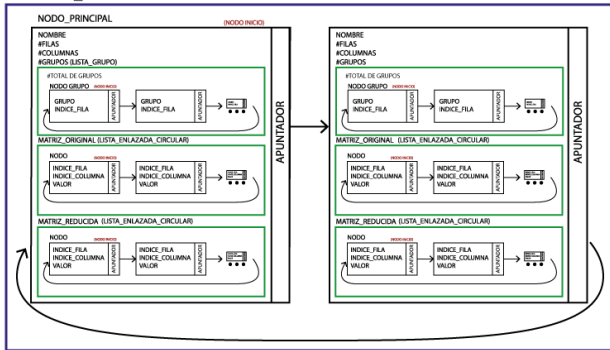 NODO_PRINCIPAL
(NODO INICIO)
NOMBRE
#FILAS
#COLUMNAS
#GRUPOS (LISTA_GRUPO)
#TOTAL DE GRUPOS
NODO GRUPO (NODO INICIO)
GRUPO
INDICE_FILA
APUNTADOR
GRUPO
INDICE_FILA
APUNTADOR
MATRIZ_ORIGINAL (LISTA_ENLAZADA_CIRCULAR)
NODO (NODO INICIO)
INDICE_FILA
INDICE_COLUMNA
VALOR
APUNTADOR
INDICE_FILA
INDICE_COLUMNA
VALOR
APUNTADOR
MATRIZ_REDUCIDA (LISTA_ENLAZADA_CIRCULAR)
NODO (NODO INICIO)
INDICE_FILA
INDICE_COLUMNA
VALOR
APUNTADOR
INDICE_FILA
INDICE_COLUMNA
VALOR
APUNTADOR
APUNTADOR
NOMBRE
#FILAS
#COLUMNAS
#GRUPOS
#TOTAL DE GRUPOS
NODO GRUPO (NODO INICIO)
GRUPO
INDICE_FILA
APUNTADOR
GRUPO
INDICE_FILA
APUNTADOR
MATRIZ_ORIGINAL (LISTA_ENLAZADA_CIRCULAR)
NODO (NODO INICIO)
INDICE_FILA
INDICE_COLUMNA
VALOR
APUNTADOR
INDICE_FILA
INDICE_COLUMNA
VALOR
APUNTADOR
MATRIZ_REDUCIDA (LISTA_ENLAZADA_CIRCULAR)
NODO (NODO INICIO)
INDICE_FILA
INDICE_COLUMNA
VALOR
APUNTADOR
INDICE_FILA
INDICE_COLUMNA
VALOR
APUNTADOR
APUNTADOR